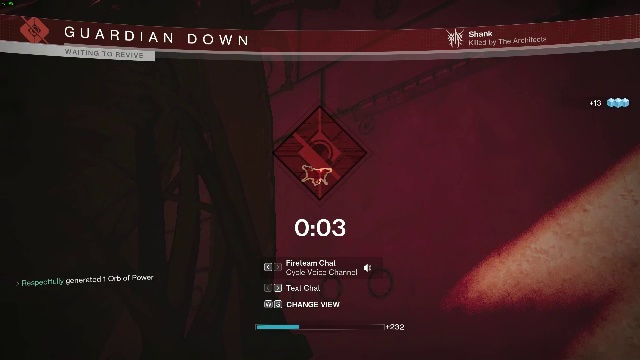 GUARDIAN DOWN
WAITING TO REVIVE
Shank
Killed by The Architects
+13
0:03
Fireteam Chat
Cycle Voice Channel
Text Chat
CHANGE VIEW
Respectfully generated 1 Orb of Power
+232